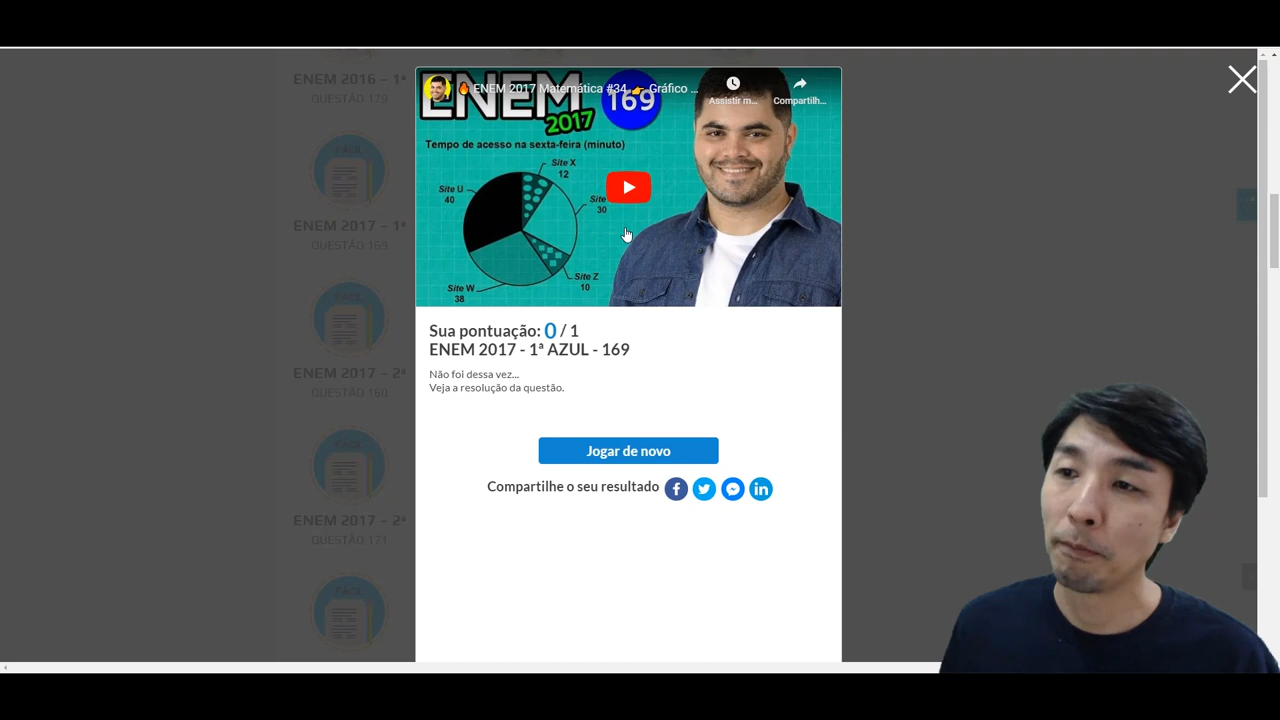 ENEM 2016 – 1ª
QUESTÃO 179
FÁCIL
ENEM 2017 – 1ª
QUESTÃO 169
ENEM 2017 – 2ª
QUESTÃO 160
FÁCIL
ENEM 2017 – 2ª
QUESTÃO 171
FÁCIL
ENEM
2017
169
🔥 ENEM 2017 Matemática #34 👉 Gráfico ...
Assistir m...
Compartilh...
Tempo de acesso na sexta-feira (minuto)
Site X
12
Site U
40
Site
30
Site Z
10
Site W
38
Sua pontuação: 0 / 1
ENEM 2017 - 1ª AZUL - 169
Não foi dessa vez...
Veja a resolução da questão.
Jogar de novo
Compartilhe o seu resultado